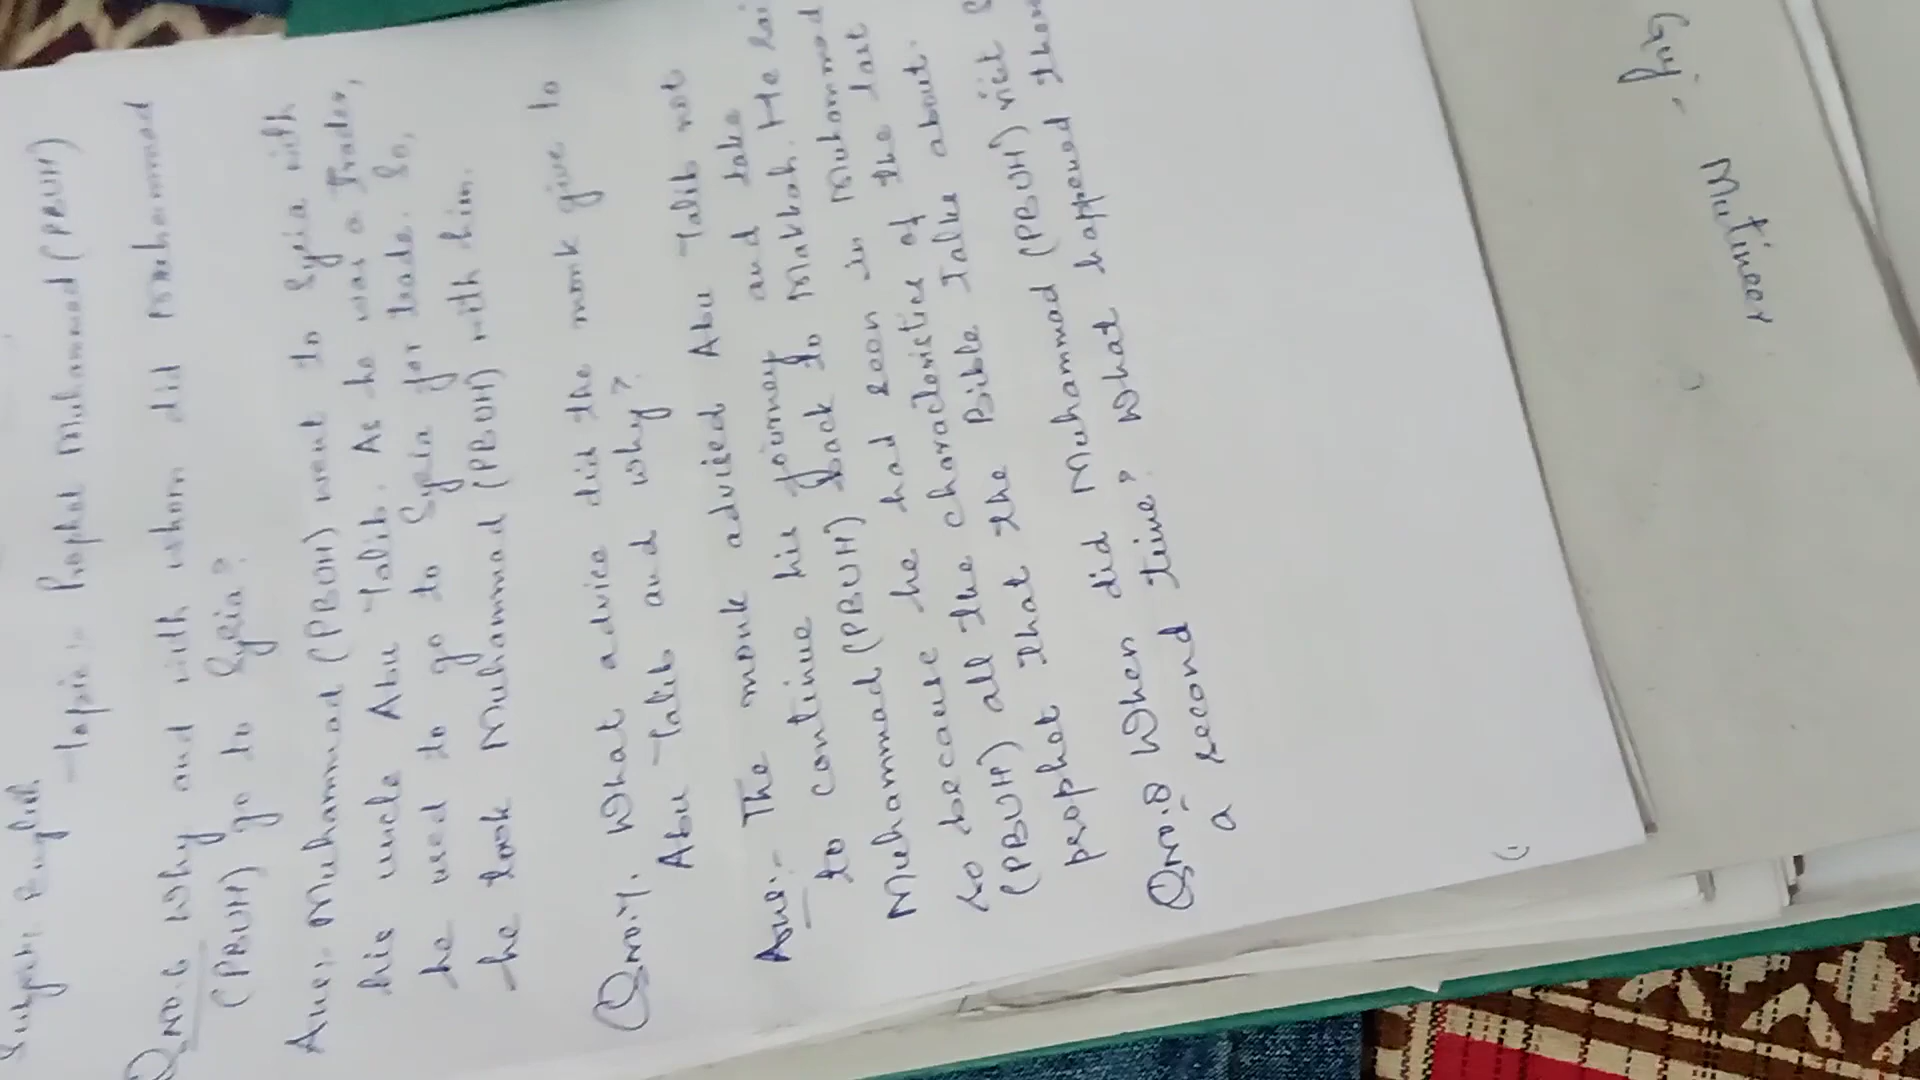 Subject: English
Topic:- Prophet Muhammad (PBUH)
QNO.6 Why and with whom did Muhammad
(PBUH) go to Syria?
Ans:- Muhammad (PBUH) went to Syria with
his uncle Abu Talib. As he was a Trader,
he used to go to Syria for trade. So,
he took Muhammad (PBUH) with him.
QNO.7. What advice did the monk give to
Abu Talib and why?
Ans:- The monk advised Abu Talib not
to continue his journey and take
Muhammad (PBUH) back to Makkah. He
so because he had seen in Muhammad
(PBUH) all the characteristics of the last
prophet that the Bible Talks about.
QNO.8 When did Muhammad (PBUH) visit
a second time? What happened
Mutineer